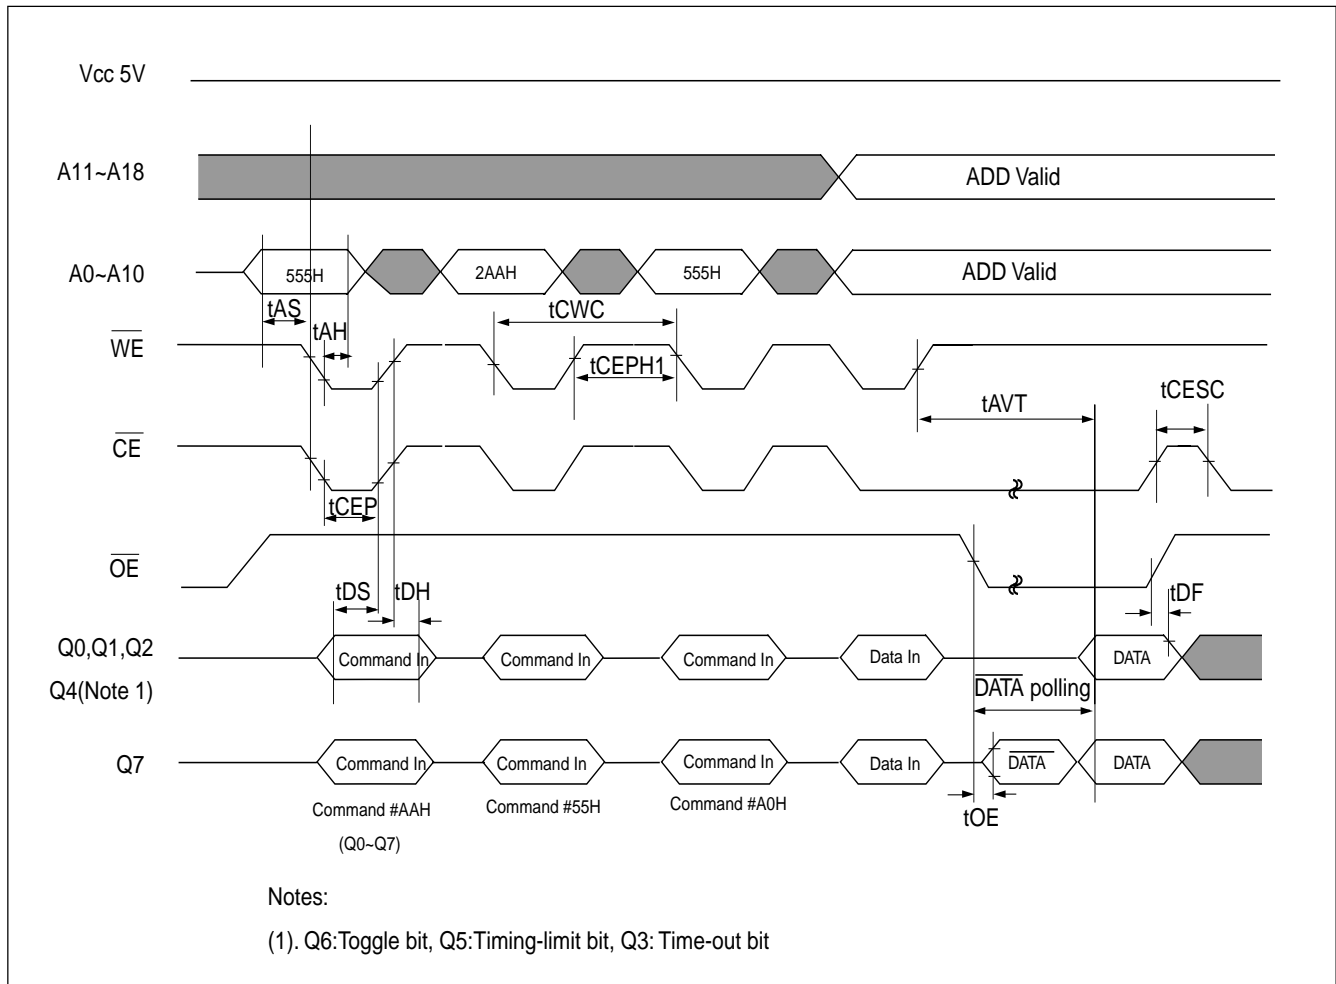 Vcc 5V
A11~A18
ADD Valid
A0~A10
555H
2AAH
555H
ADD Valid
tAS
tAH
tCWC
WE
tCEPH1
tAVT
tCESC
CE
tCEP
OE
tDS
tDH
tDF
Q0,Q1,Q2
Q4(Note 1)
Command In
Command In
Command In
Data In
DATA
DATA polling
Q7
Command In
Command In
Command In
Data In
DATA
DATA
Command #AAH
(Q0~Q7)
Command #55H
Command #A0H
tOE
Notes:
(1). Q6:Toggle bit, Q5:Timing-limit bit, Q3: Time-out bit